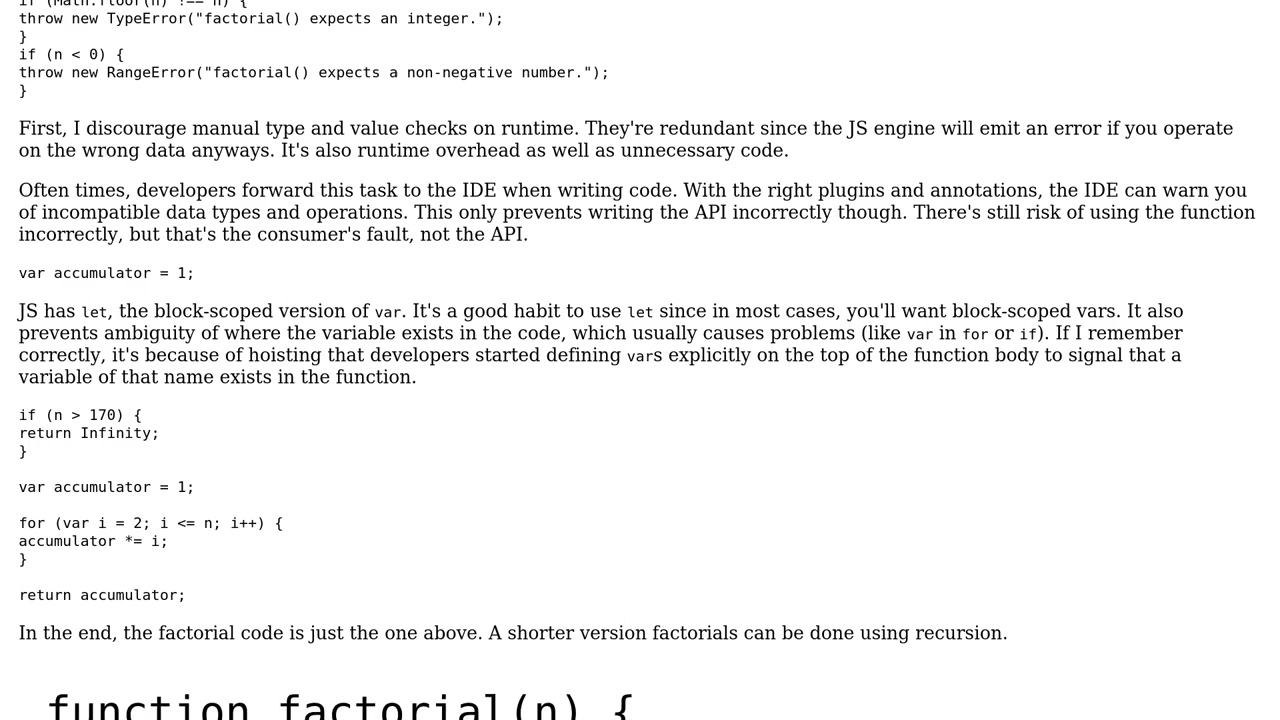 if (Math.floor(n) !== n) {
throw new TypeError("factorial() expects an integer.");
}
if (n < 0) {
throw new RangeError("factorial() expects a non-negative number.");
}
First, I discourage manual type and value checks on runtime. They're redundant since the JS engine will emit an error if you operate
on the wrong data anyways. It's also runtime overhead as well as unnecessary code.
Often times, developers forward this task to the IDE when writing code. With the right plugins and annotations, the IDE can warn you
of incompatible data types and operations. This only prevents writing the API incorrectly though. There's still risk of using the function
incorrectly, but that's the consumer's fault, not the API.
var accumulator = 1;
JS has let, the block-scoped version of var. It's a good habit to use let since in most cases, you'll want block-scoped vars. It also
prevents ambiguity of where the variable exists in the code, which usually causes problems (like var in for or if). If I remember
correctly, it's because of hoisting that developers started defining vars explicitly on the top of the function body to signal that a
variable of that name exists in the function.
if (n > 170) {
return Infinity;
}
var accumulator = 1;
for (var i = 2; i <= n; i++) {
accumulator *= i;
}
return accumulator;
In the end, the factorial code is just the one above. A shorter version factorials can be done using recursion.
function factorial(n) {